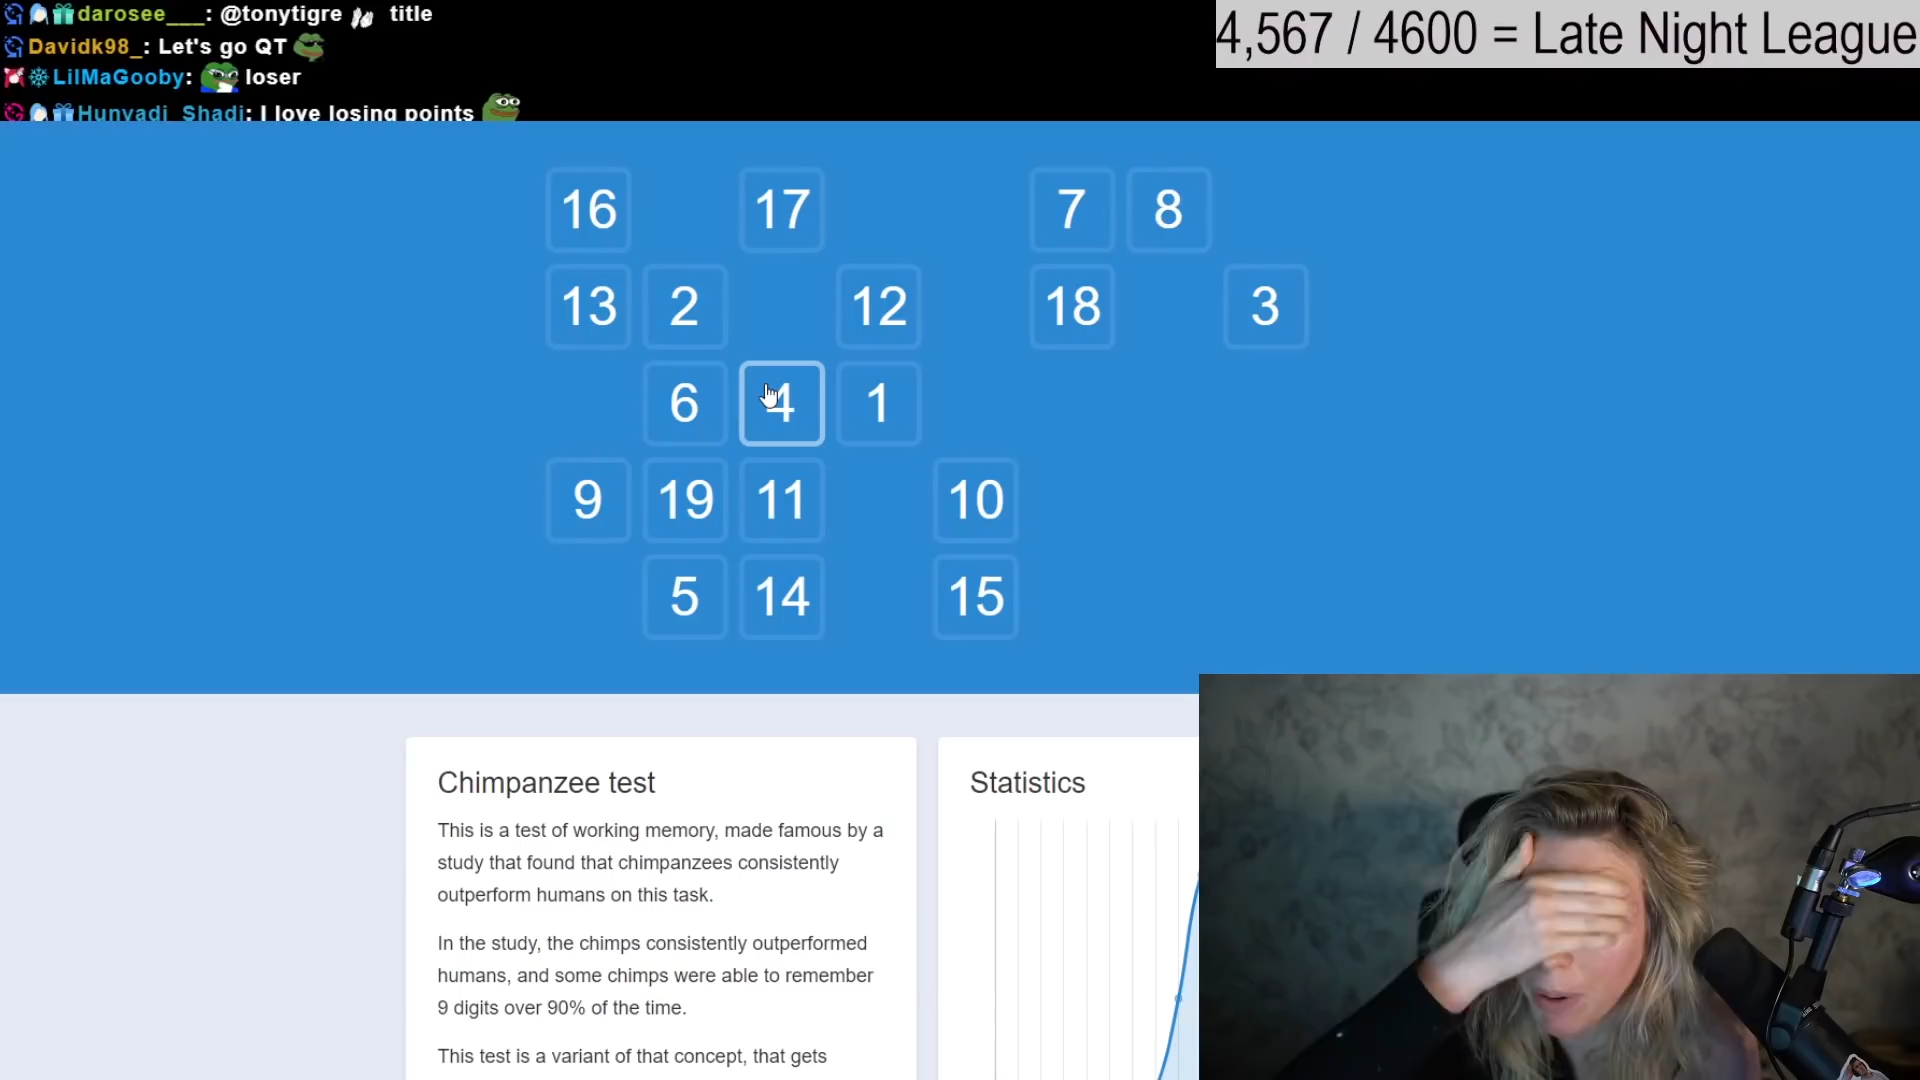 darosee___: @tonytigre title
Davidk98_: Let's go QT
LilMaGooby: loser
Hunyadi_Shadi: I love losing points
4,567 / 4600 = Late Night League
16 17 7 8
13 2 12 18 3
6 4 1
9 19 11 10
5 14 15
Chimpanzee test
This is a test of working memory, made famous by a
study that found that chimpanzees consistently
outperform humans on this task.
In the study, the chimps consistently outperformed
humans, and some chimps were able to remember
9 digits over 90% of the time.
This test is a variant of that concept, that gets
Statistics